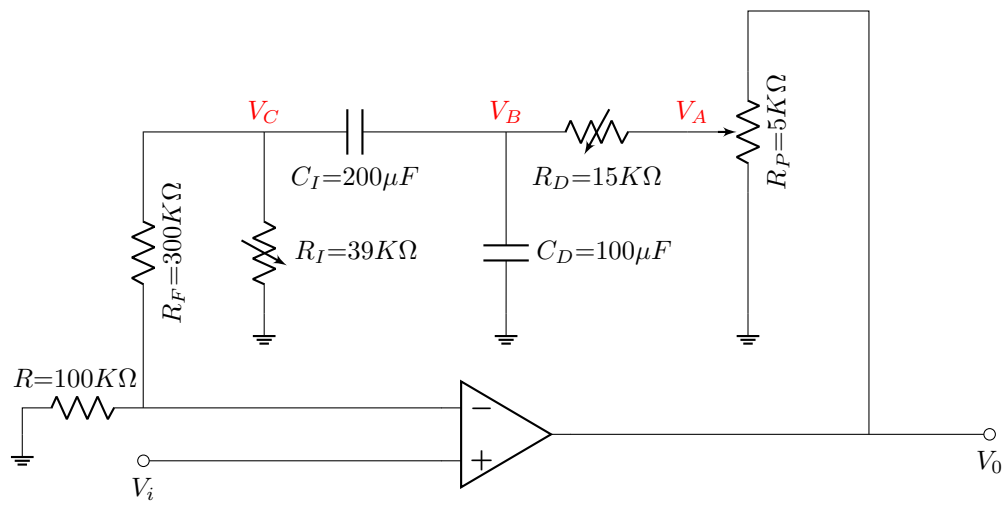 V_C
V_B
V_A
R_P=5KΩ
C_I=200μF
R_D=15KΩ
R_F=300KΩ
R_I=39KΩ
C_D=100μF
R=100KΩ
−
+
V_i
V_0